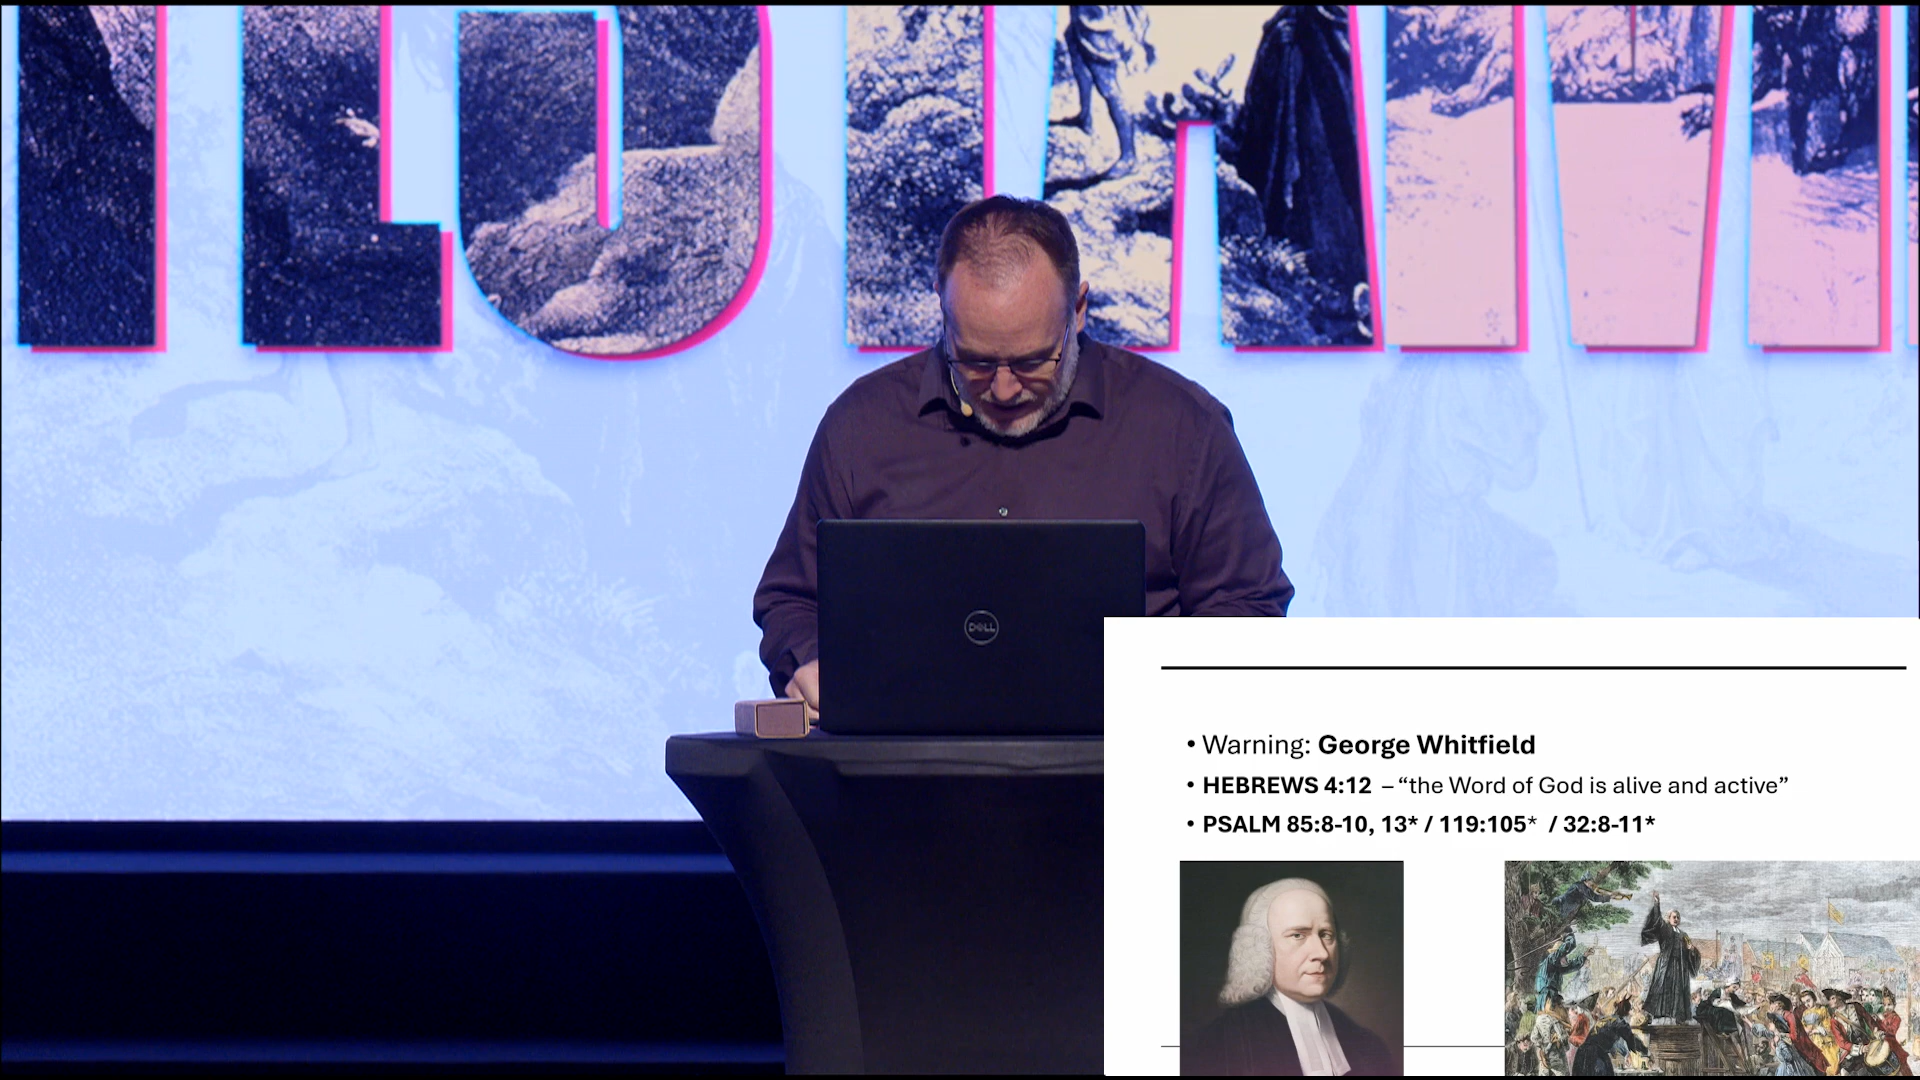 DELL
• Warning: George Whitfield
• HEBREWS 4:12 – “the Word of God is alive and active”
• PSALM 85:8-10, 13* / 119:105* / 32:8-11*